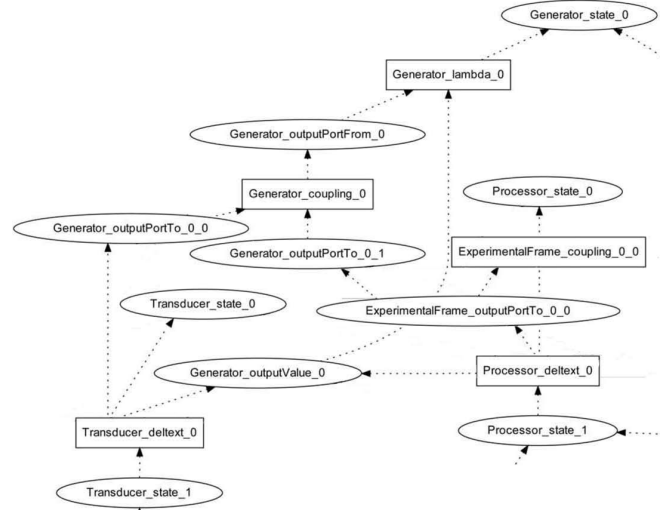 Generator_state_0
Generator_lambda_0
Generator_outputPortFrom_0
Generator_coupling_0
Processor_state_0
Generator_outputPortTo_0_0
Generator_outputPortTo_0_1
ExperimentalFrame_coupling_0_0
Transducer_state_0
ExperimentalFrame_outputPortTo_0_0
Generator_outputValue_0
Processor_deltext_0
Transducer_deltext_0
Processor_state_1
Transducer_state_1